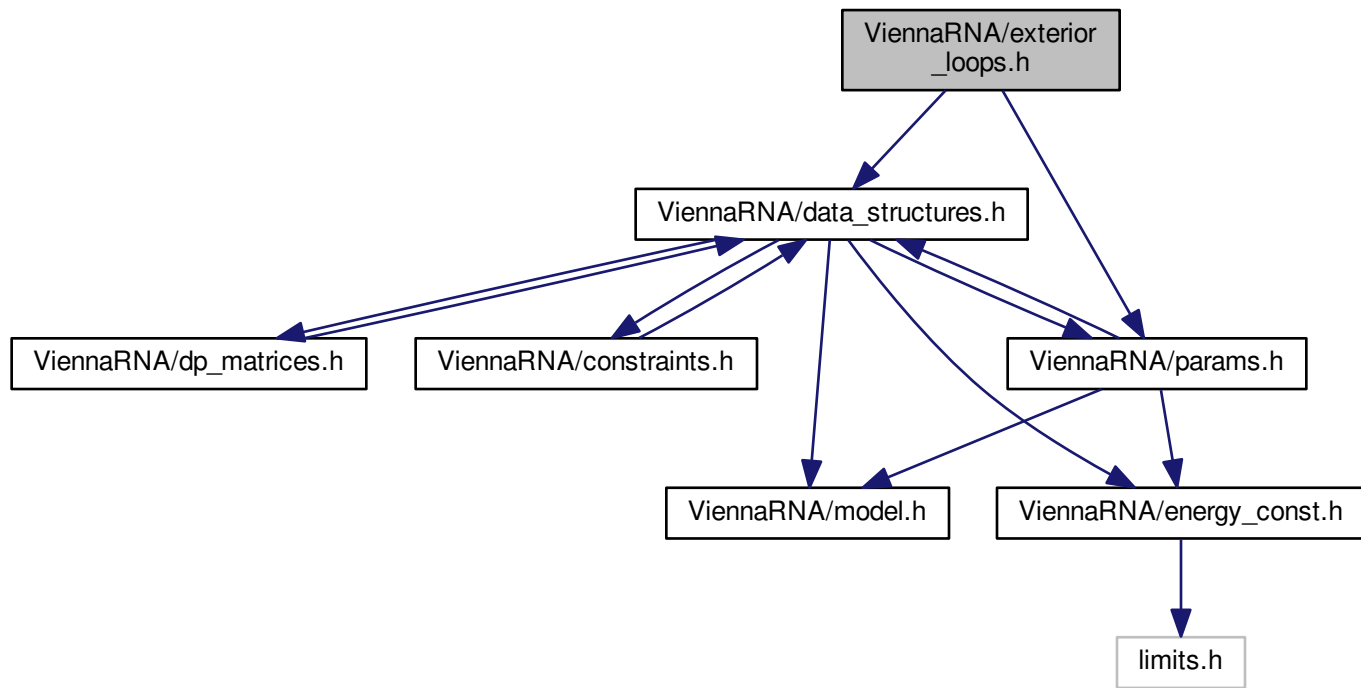 ViennaRNA/exterior
_loops.h
ViennaRNA/data_structures.h
ViennaRNA/dp_matrices.h
ViennaRNA/constraints.h
ViennaRNA/params.h
ViennaRNA/model.h
ViennaRNA/energy_const.h
limits.h